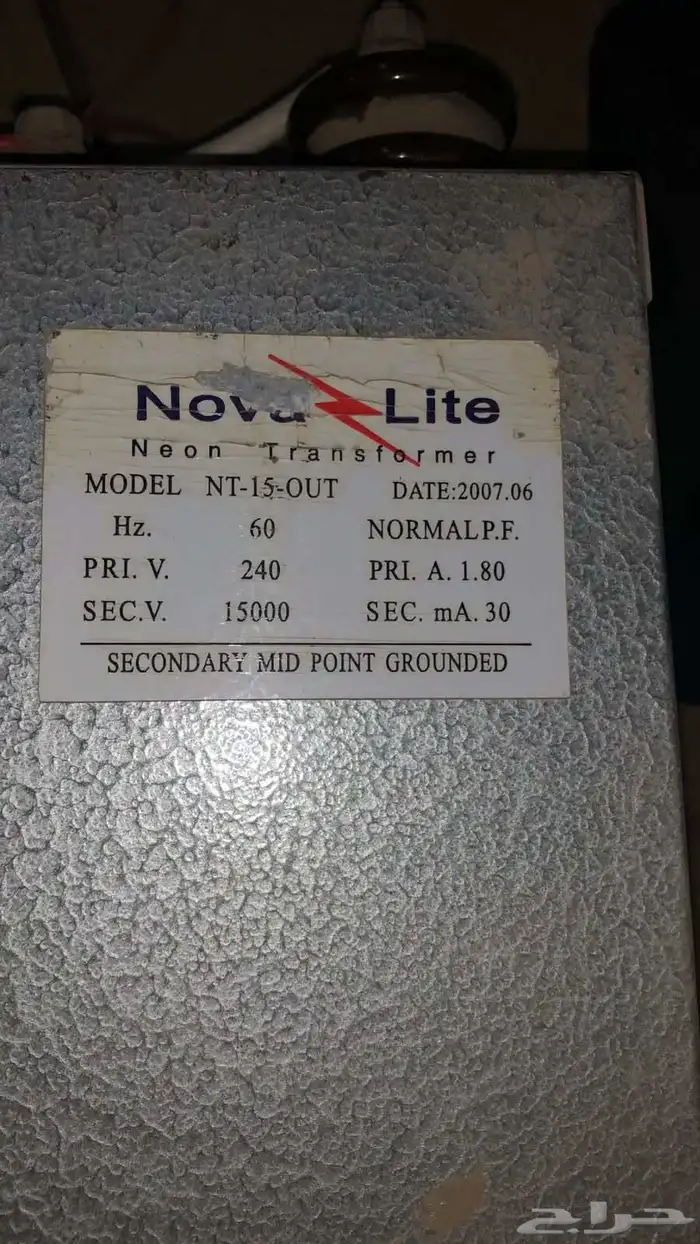 Nova Lite
Neon Transformer
MODEL NT-15-OUT DATE:2007.06
Hz. 60 NORMAL P.F.
PRI. V. 240 PRI. A. 1.80
SEC.V. 15000 SEC. mA. 30
SECONDARY MID POINT GROUNDED
حراج